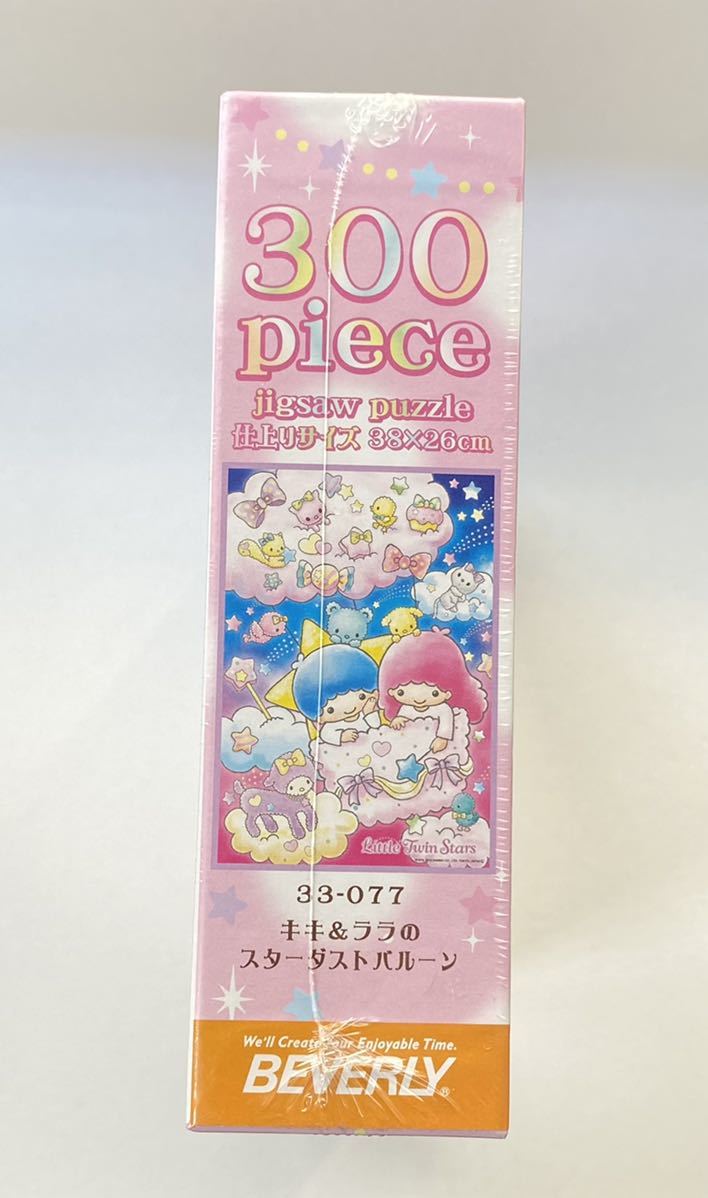 300
piece
jigsaw puzzle
仕上りサイズ 38×26cm
Little Twin Stars
33-077
キキ&ララの
スターダストバルーン
We'll Create your Enjoyable Time.
BEVERLY®